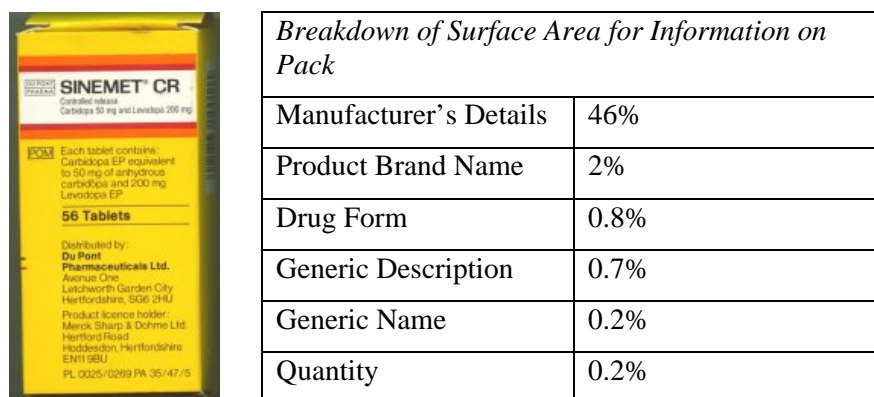 DU PONT
PHARMA
SINEMET® CR
Controlled release
Carbidopa 50 mg and Levodopa 200 mg
POM
Each tablet contains:
Carbidopa EP equivalent
to 50 mg of anhydrous
carbidopa and 200 mg
Levodopa EP
56 Tablets
Distributed by:
Du Pont
Pharmaceuticals Ltd.
Avenue One
Letchworth Garden City
Hertfordshire, SG6 2HU
Product licence holder:
Merck Sharp & Dohme Ltd.
Hertford Road
Hoddesdon, Hertfordshire
EN11 9BU
PL 0025/0269 PA 35/47/5
Breakdown of Surface Area for Information on
Pack
Manufacturer’s Details 46%
Product Brand Name 2%
Drug Form 0.8%
Generic Description 0.7%
Generic Name 0.2%
Quantity 0.2%